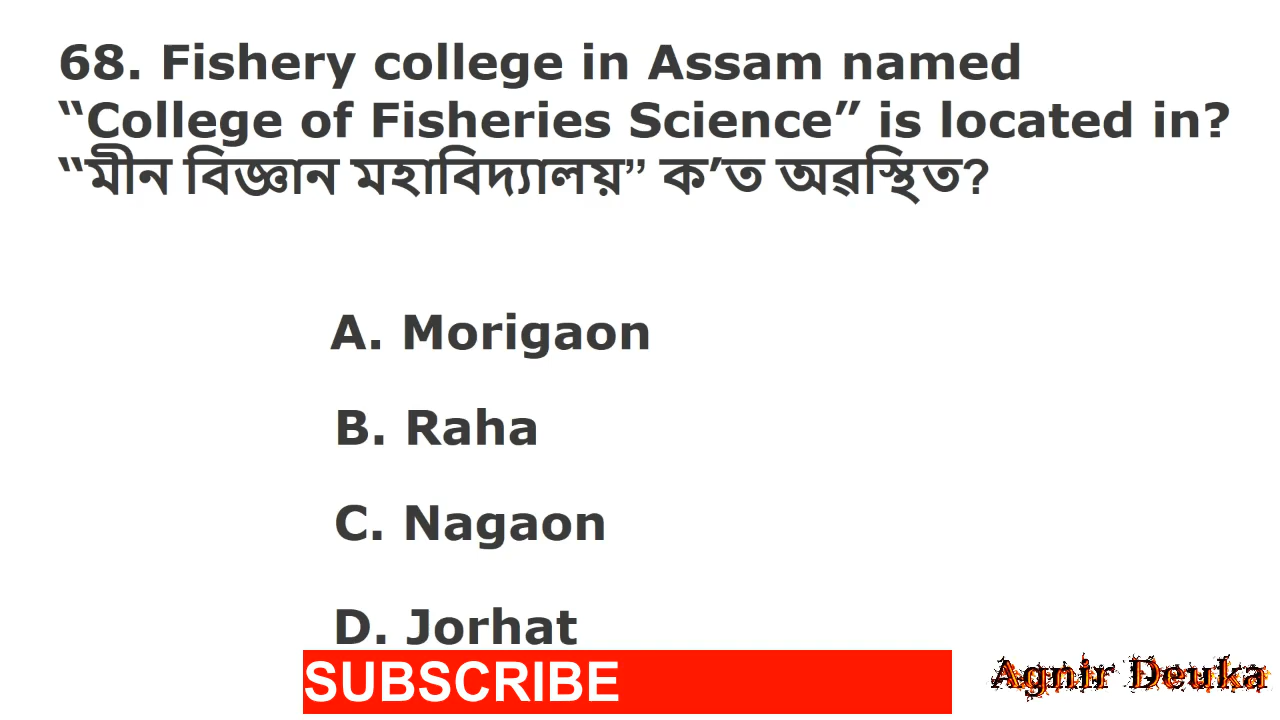 68. Fishery college in Assam named
“College of Fisheries Science” is located in?
“মীন বিজ্ঞান মহাবিদ্যালয়” ক’ত অৱস্থিত?
A. Morigaon
B. Raha
C. Nagaon
D. Jorhat
SUBSCRIBE
Agnir Deuka